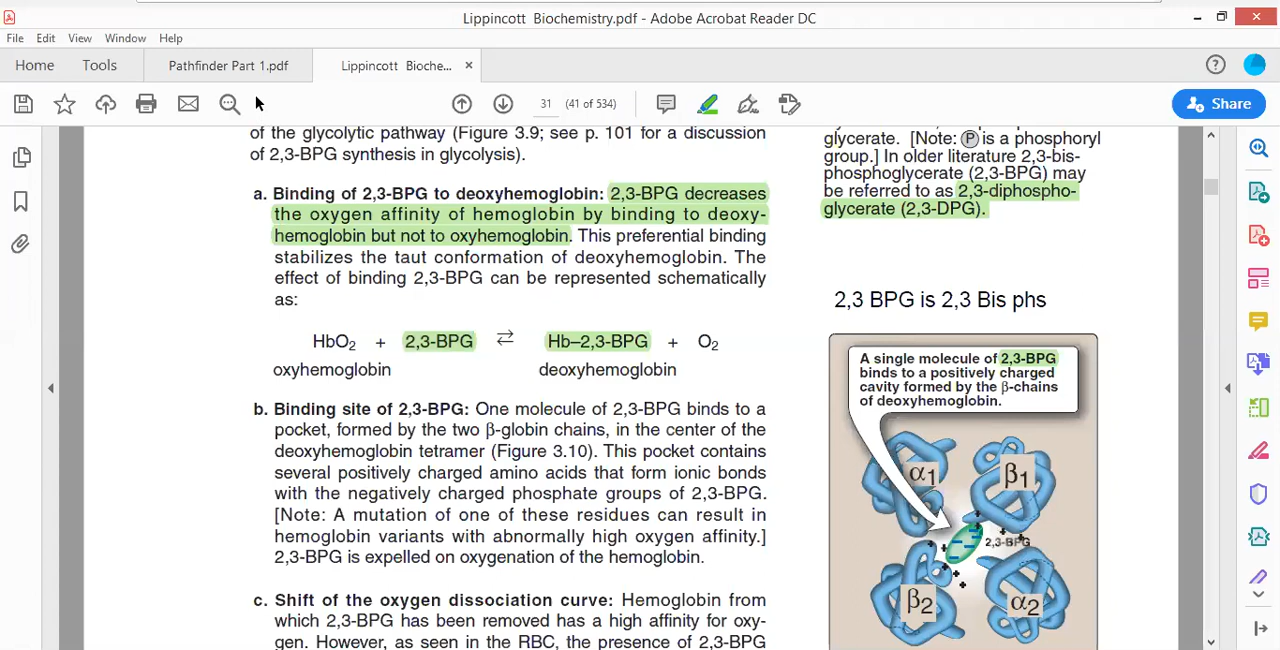 Lippincott Biochemistry.pdf - Adobe Acrobat Reader DC
File Edit View Window Help
Home Tools Pathfinder Part 1.pdf Lippincott Bioche... ×
31 (41 of 534)
Share
of the glycolytic pathway (Figure 3.9; see p. 101 for a discussion
of 2,3-BPG synthesis in glycolysis).
a. Binding of 2,3-BPG to deoxyhemoglobin: 2,3-BPG decreases
the oxygen affinity of hemoglobin by binding to deoxy-
hemoglobin but not to oxyhemoglobin. This preferential binding
stabilizes the taut conformation of deoxyhemoglobin. The
effect of binding 2,3-BPG can be represented schematically
as:
HbO2 + 2,3-BPG ⇄ Hb–2,3-BPG + O2
oxyhemoglobin deoxyhemoglobin
b. Binding site of 2,3-BPG: One molecule of 2,3-BPG binds to a
pocket, formed by the two β-globin chains, in the center of the
deoxyhemoglobin tetramer (Figure 3.10). This pocket contains
several positively charged amino acids that form ionic bonds
with the negatively charged phosphate groups of 2,3-BPG.
[Note: A mutation of one of these residues can result in
hemoglobin variants with abnormally high oxygen affinity.]
2,3-BPG is expelled on oxygenation of the hemoglobin.
c. Shift of the oxygen dissociation curve: Hemoglobin from
which 2,3-BPG has been removed has a high affinity for oxy-
gen. However, as seen in the RBC, the presence of 2,3-BPG
glycerate. [Note: P is a phosphoryl
group.] In older literature 2,3-bis-
phosphoglycerate (2,3-BPG) may
be referred to as 2,3-diphospho-
glycerate (2,3-DPG).
2,3 BPG is 2,3 Bis phs
A single molecule of 2,3-BPG
binds to a positively charged
cavity formed by the β-chains
of deoxyhemoglobin.
α1 β1
2,3-BPG
β2 α2